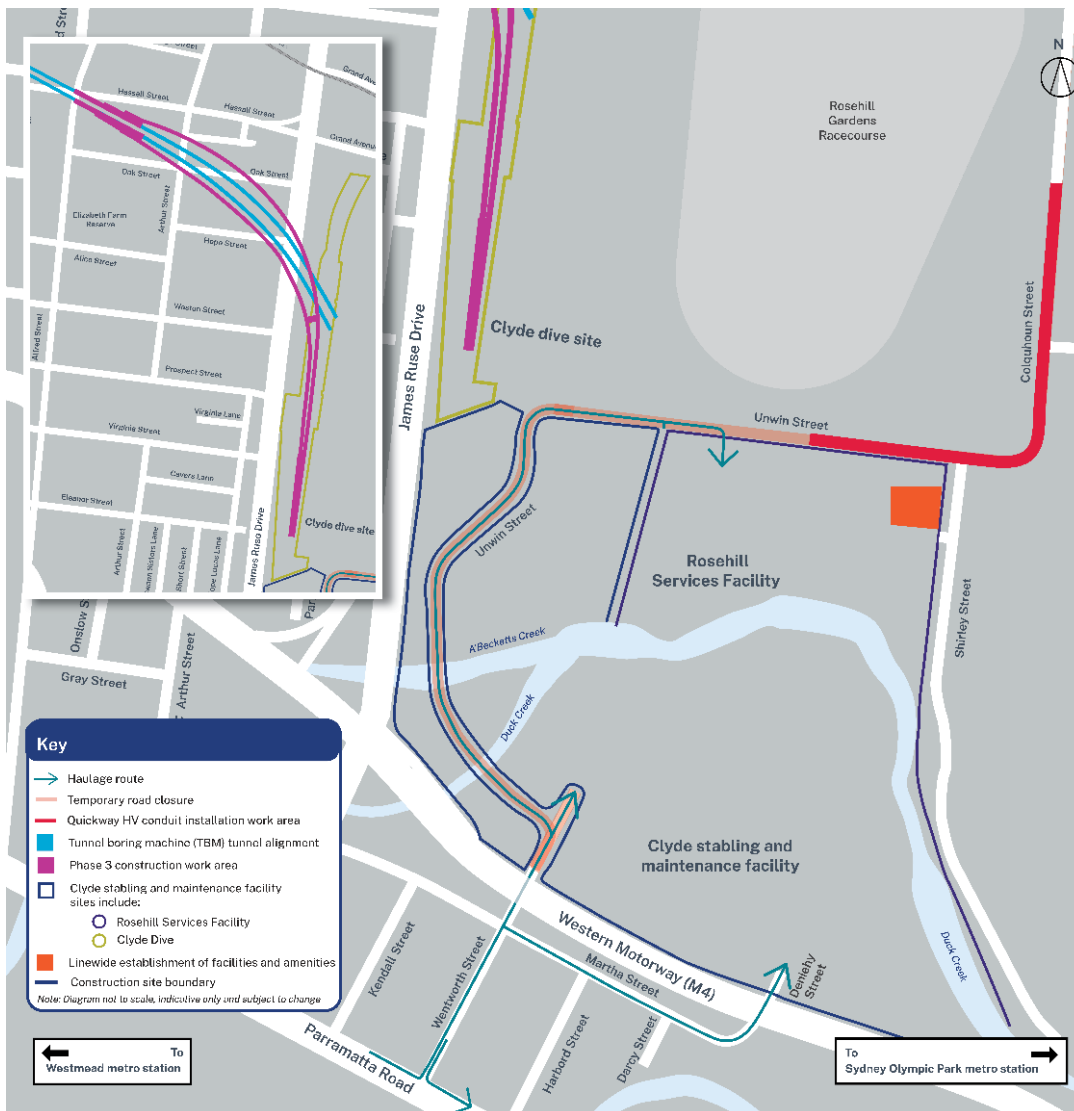 Hassall Street
Hassall Street
Grand Avenue
Oak Street
Oak Street
Elizabeth Farm
Reserve
Arthur Street
Hope Street
Alice Street
Weston Street
Alfred Street
Prospect Street
Virginia Lane
Virginia Street
Cavers Lane
Eleanor Street
Arthur Street
Short Street
James Ruse Drive
Clyde dive site
N
Rosehill
Gardens
Racecourse
Clyde dive site
James Ruse Drive
Colquhoun Street
Unwin Street
Unwin Street
Rosehill
Services Facility
Shirley Street
A'Becketts Creek
Duck Creek
Gray Street
Arthur Street
Clyde stabling and
maintenance facility
Western Motorway (M4)
Martha Street
Deniehy
Street
Duck Creek
Kendall Street
Wentworth Street
Harbord Street
Darcy Street
Parramatta Road
Key
Haulage route
Temporary road closure
Quickway HV conduit installation work area
Tunnel boring machine (TBM) tunnel alignment
Phase 3 construction work area
Clyde stabling and maintenance facility
sites include:
Rosehill Services Facility
Clyde Dive
Linewide establishment of facilities and amenities
Construction site boundary
Note: Diagram not to scale, indicative only and subject to change
To
Westmead metro station
To
Sydney Olympic Park metro station